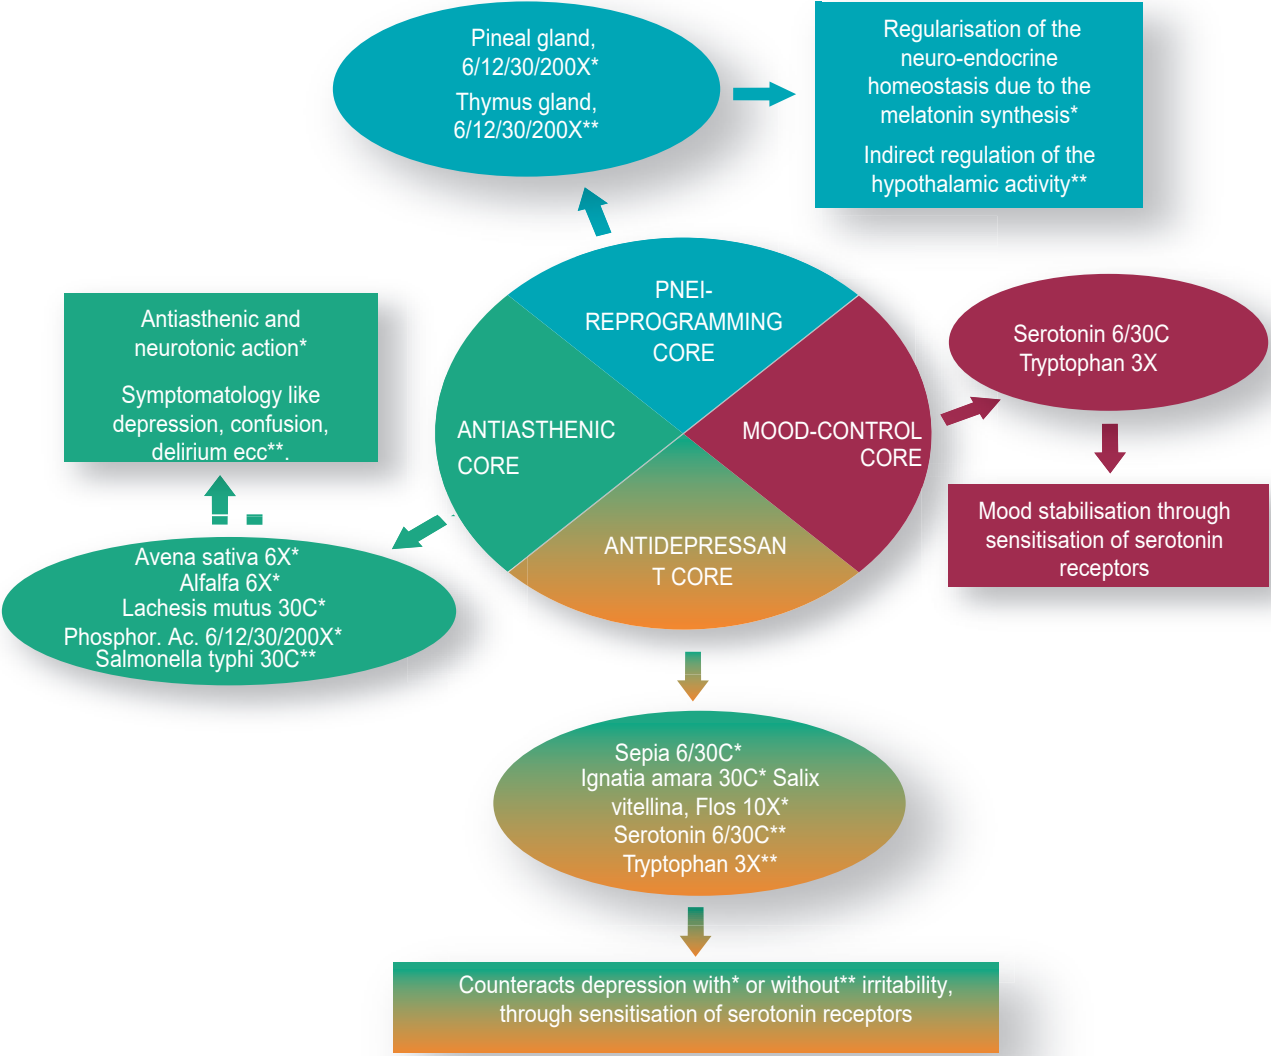 Pineal gland,
6/12/30/200X*
Thymus gland,
6/12/30/200X**
Regularisation of the
neuro-endocrine
homeostasis due to the
melatonin synthesis*
Indirect regulation of the
hypothalamic activity**
PNEI-
REPROGRAMMING
CORE
Antiasthenic and
neurotonic action*
Symptomatology like
depression, confusion,
delirium ecc**.
ANTIASTHENIC
CORE
MOOD-CONTROL
CORE
Serotonin 6/30C
Tryptophan 3X
Mood stabilisation through
sensitisation of serotonin
receptors
ANTIDEPRESSAN
T CORE
Avena sativa 6X*
Alfalfa 6X*
Lachesis mutus 30C*
Phosphor. Ac. 6/12/30/200X*
Salmonella typhi 30C**
Sepia 6/30C*
Ignatia amara 30C* Salix
vitellina, Flos 10X*
Serotonin 6/30C**
Tryptophan 3X**
Counteracts depression with* or without** irritability,
through sensitisation of serotonin receptors